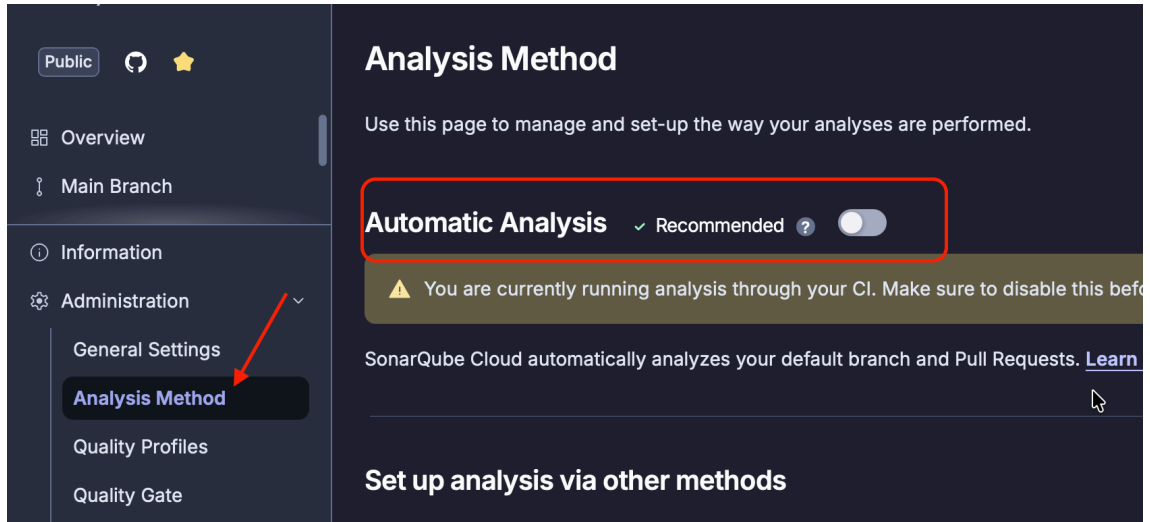 Public
Overview
Main Branch
Information
Administration
General Settings
Analysis Method
Quality Profiles
Quality Gate
Analysis Method
Use this page to manage and set-up the way your analyses are performed.
Automatic Analysis Recommended ?
You are currently running analysis through your CI. Make sure to disable this
SonarQube Cloud automatically analyzes your default branch and Pull Requests. Learn
Set up analysis via other methods